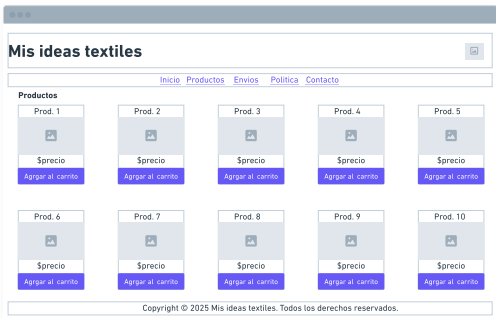 Mis ideas textiles
Inicio Productos Envios Politica Contacto
Productos
Prod. 1 Prod. 2 Prod. 3 Prod. 4 Prod. 5
$precio $precio $precio $precio $precio
Agrgar al carrito Agrgar al carrito Agrgar al carrito Agrgar al carrito Agrgar al carrito
Prod. 6 Prod. 7 Prod. 8 Prod. 9 Prod. 10
$precio $precio $precio $precio $precio
Agrgar al carrito Agrgar al carrito Agrgar al carrito Agrgar al carrito Agrgar al carrito
Copyright © 2025 Mis ideas textiles. Todos los derechos reservados.